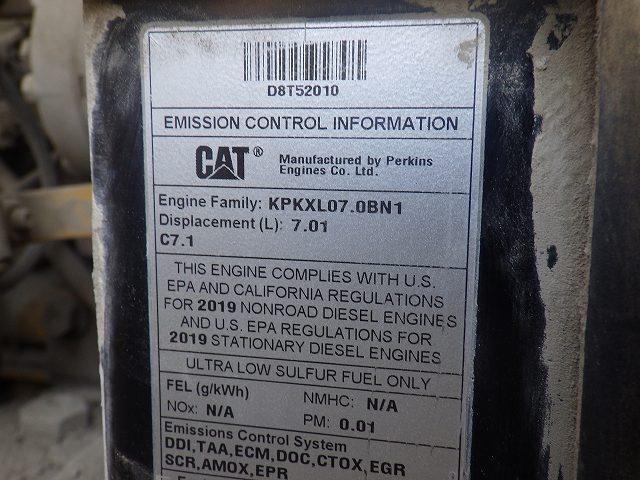 D8T52010
EMISSION CONTROL INFORMATION
CAT® Manufactured by Perkins
Engines Co. Ltd.
Engine Family: KPKXL07.0BN1
Displacement (L): 7.01
C7.1
THIS ENGINE COMPLIES WITH U.S.
EPA AND CALIFORNIA REGULATIONS
FOR 2019 NONROAD DIESEL ENGINES
AND U.S. EPA REGULATIONS FOR
2019 STATIONARY DIESEL ENGINES
ULTRA LOW SULFUR FUEL ONLY
FEL (g/kWh) NMHC: N/A
NOx: N/A PM: 0.01
Emissions Control System
DDI,TAA,ECM,DOC,CTOX,EGR
SCR,AMOX,EPR